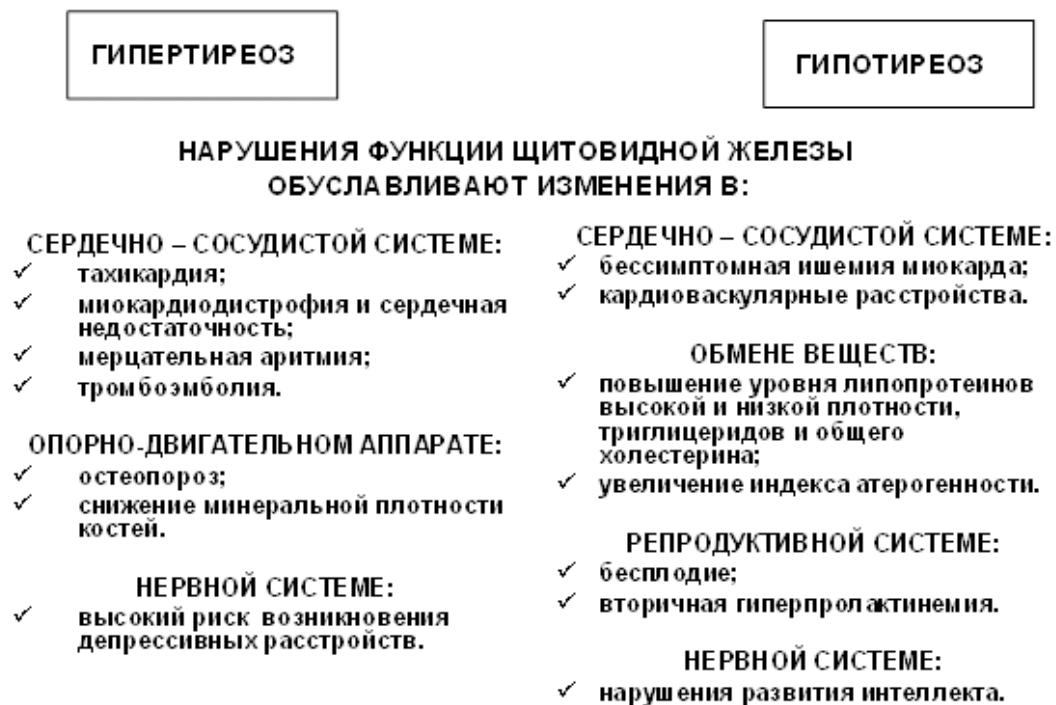 ГИПЕРТИРЕОЗ
ГИПОТИРЕОЗ
НАРУШЕНИЯ ФУНКЦИИ ЩИТОВИДНОЙ ЖЕЛЕЗЫ
ОБУСЛАВЛИВАЮТ ИЗМЕНЕНИЯ В:
СЕРДЕЧНО – СОСУДИСТОЙ СИСТЕМЕ:
✓ тахикардия;
✓ миокардиодистрофия и сердечная
недостаточность;
✓ мерцательная аритмия;
✓ тромбоэмболия.
ОПОРНО-ДВИГАТЕЛЬНОМ АППАРАТЕ:
✓ остеопороз;
✓ снижение минеральной плотности
костей.
НЕРВНОЙ СИСТЕМЕ:
✓ высокий риск возникновения
депрессивных расстройств.
СЕРДЕЧНО – СОСУДИСТОЙ СИСТЕМЕ:
✓ бессимптомная ишемия миокарда;
✓ кардиоваскулярные расстройства.
ОБМЕНЕ ВЕЩЕСТВ:
✓ повышение уровня липопротеинов
высокой и низкой плотности,
триглицеридов и общего
холестерина;
✓ увеличение индекса атерогенности.
РЕПРОДУКТИВНОЙ СИСТЕМЕ:
✓ бесплодие;
✓ вторичная гиперпролактинемия.
НЕРВНОЙ СИСТЕМЕ:
✓ нарушения развития интеллекта.